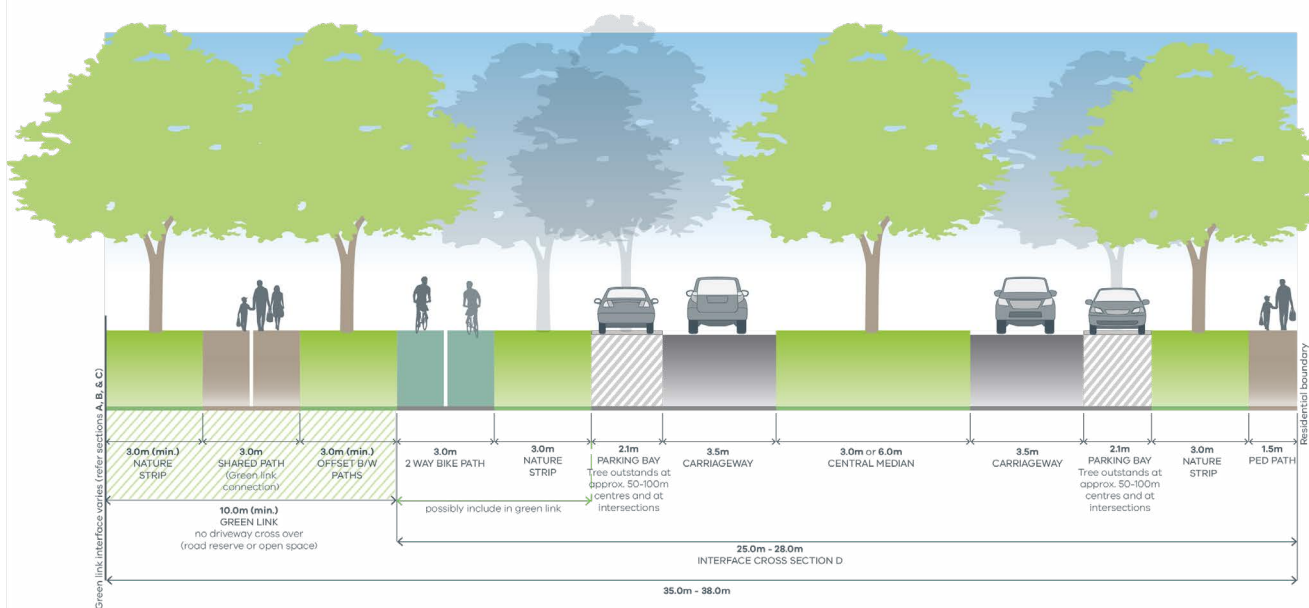 Green link interface varies (refer sections A, B, & C)
3.0m (min.)
NATURE
STRIP
3.0m
SHARED PATH
(Green link
connection)
3.0m (min.)
OFFSET B/W
PATHS
3.0m
2 WAY BIKE PATH
3.0m
NATURE
STRIP
2.1m
PARKING BAY
Tree outstands at
approx. 50-100m
centres and at
intersections
3.5m
CARRIAGEWAY
3.0m or 6.0m
CENTRAL MEDIAN
3.5m
CARRIAGEWAY
2.1m
PARKING BAY
Tree outstands at
approx. 50-100m
centres and at
intersections
3.0m
NATURE
STRIP
1.5m
PED PATH
Residential boundary
10.0m (min.)
GREEN LINK
no driveway cross over
(road reserve or open space)
possibly include in green link
25.0m - 28.0m
INTERFACE CROSS SECTION D
35.0m - 38.0m